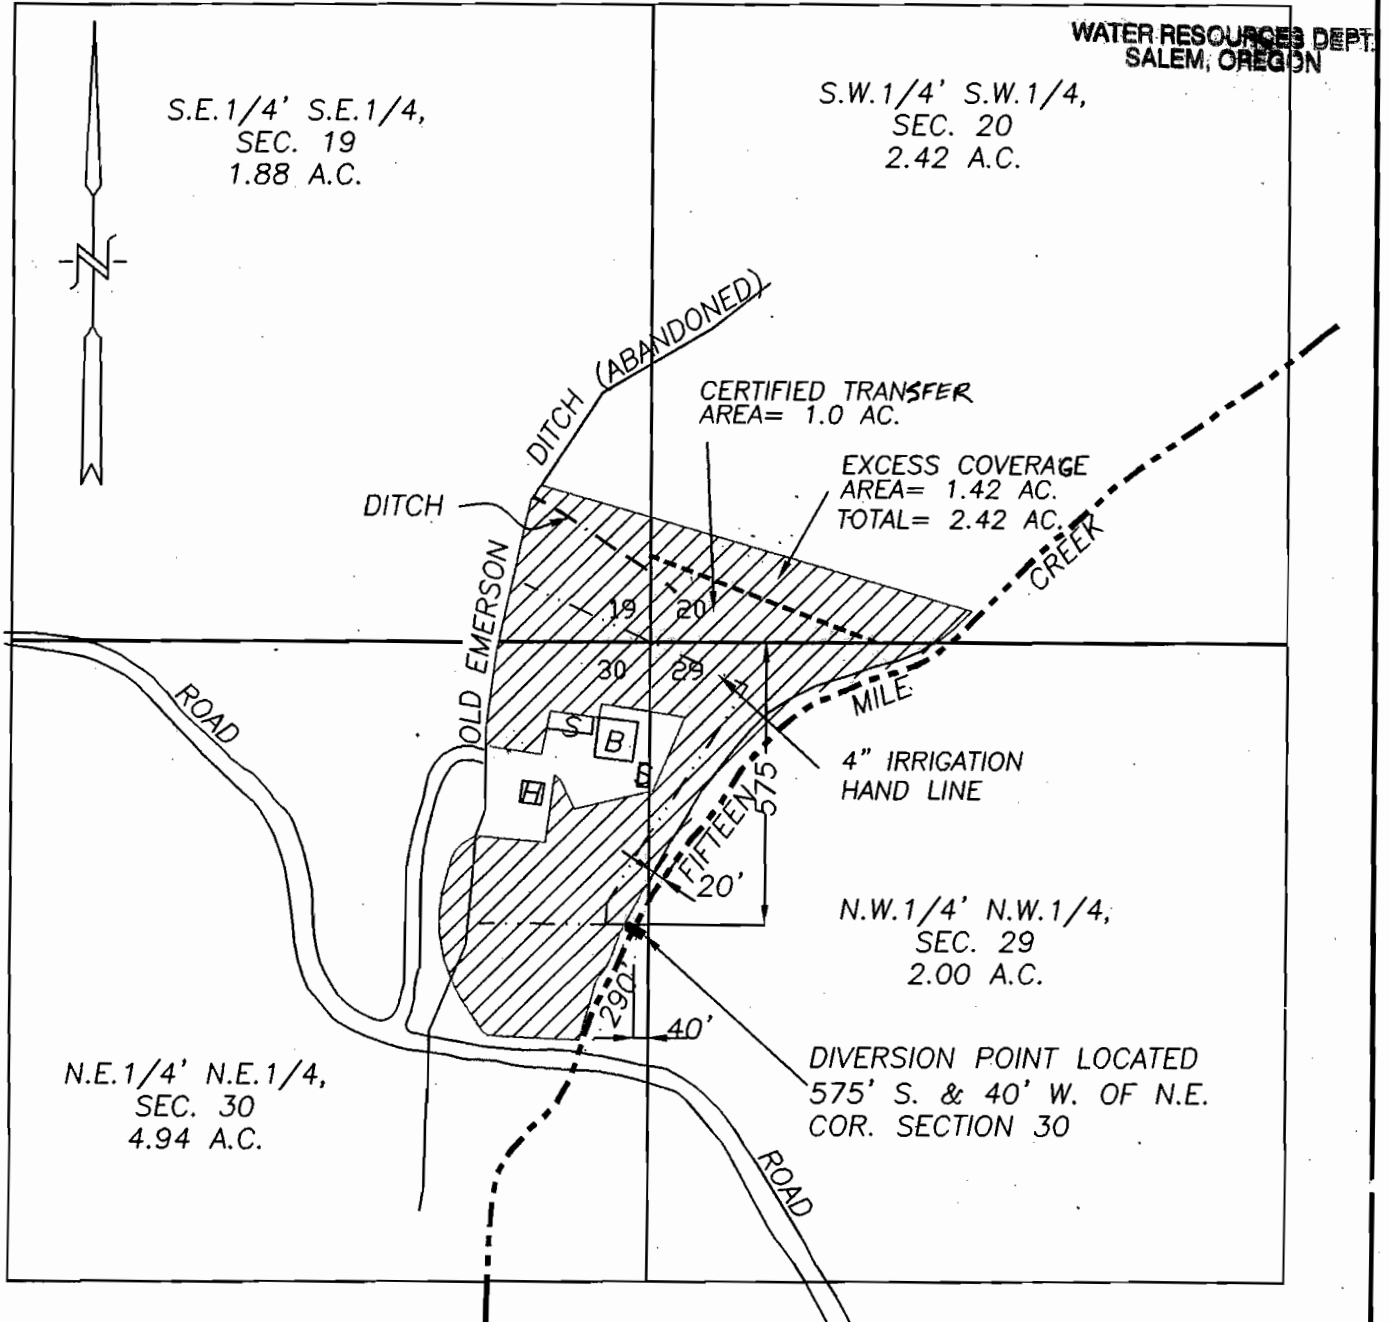 WATER RESOURCES DEPT.
SALEM, OREGON
S.E.1/4' S.E.1/4,
SEC. 19
1.88 A.C.
S.W.1/4' S.W.1/4,
SEC. 20
2.42 A.C.
N
DITCH (ABANDONED)
CERTIFIED TRANSFER
AREA= 1.0 AC.
EXCESS COVERAGE
AREA= 1.42 AC.
TOTAL= 2.42 AC.
DITCH
CREEK
OLD EMERSON
19 20
30 29
ROAD
MILE
S
B
4" IRRIGATION
HAND LINE
575'
H
FIFTEEN
20'
N.W.1/4' N.W.1/4,
SEC. 29
2.00 A.C.
290'
40'
DIVERSION POINT LOCATED
575' S. & 40' W. OF N.E.
COR. SECTION 30
N.E.1/4' N.E.1/4,
SEC. 30
4.94 A.C.
ROAD